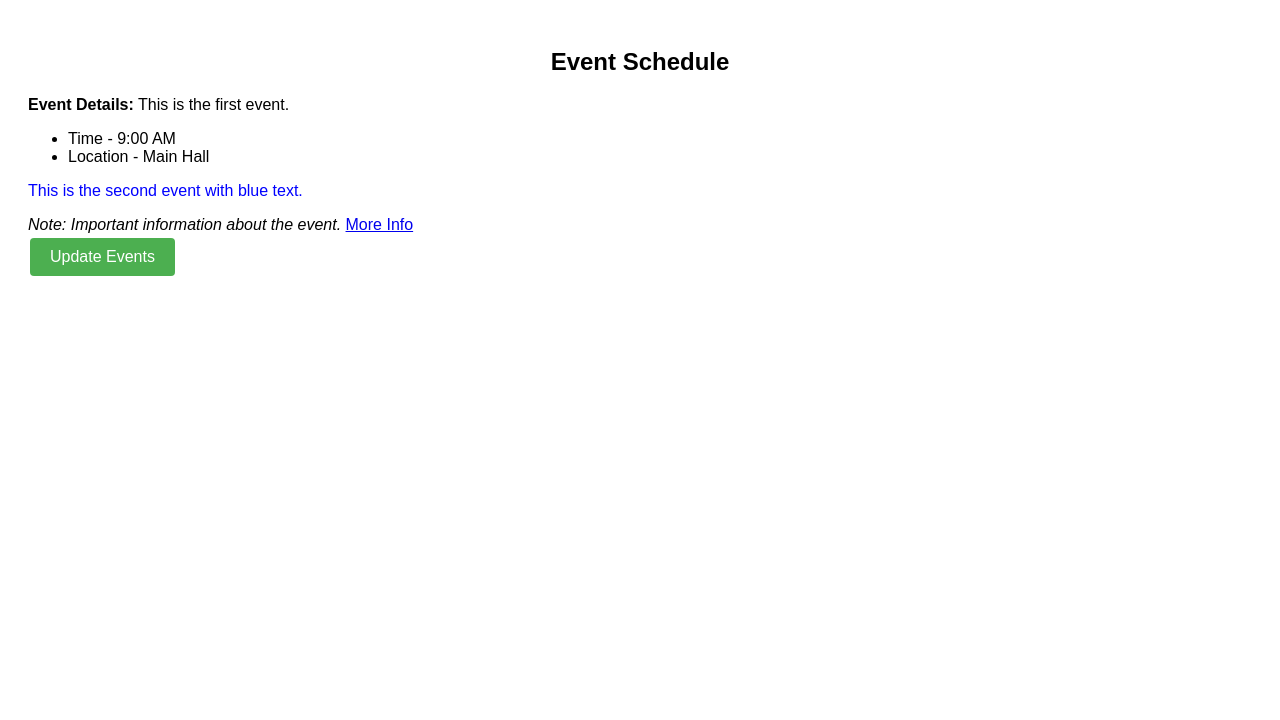 Event Schedule
Event Details: This is the first event.
Time - 9:00 AM
Location - Main Hall
This is the second event with blue text.
Note: Important information about the event. More Info
Update Events